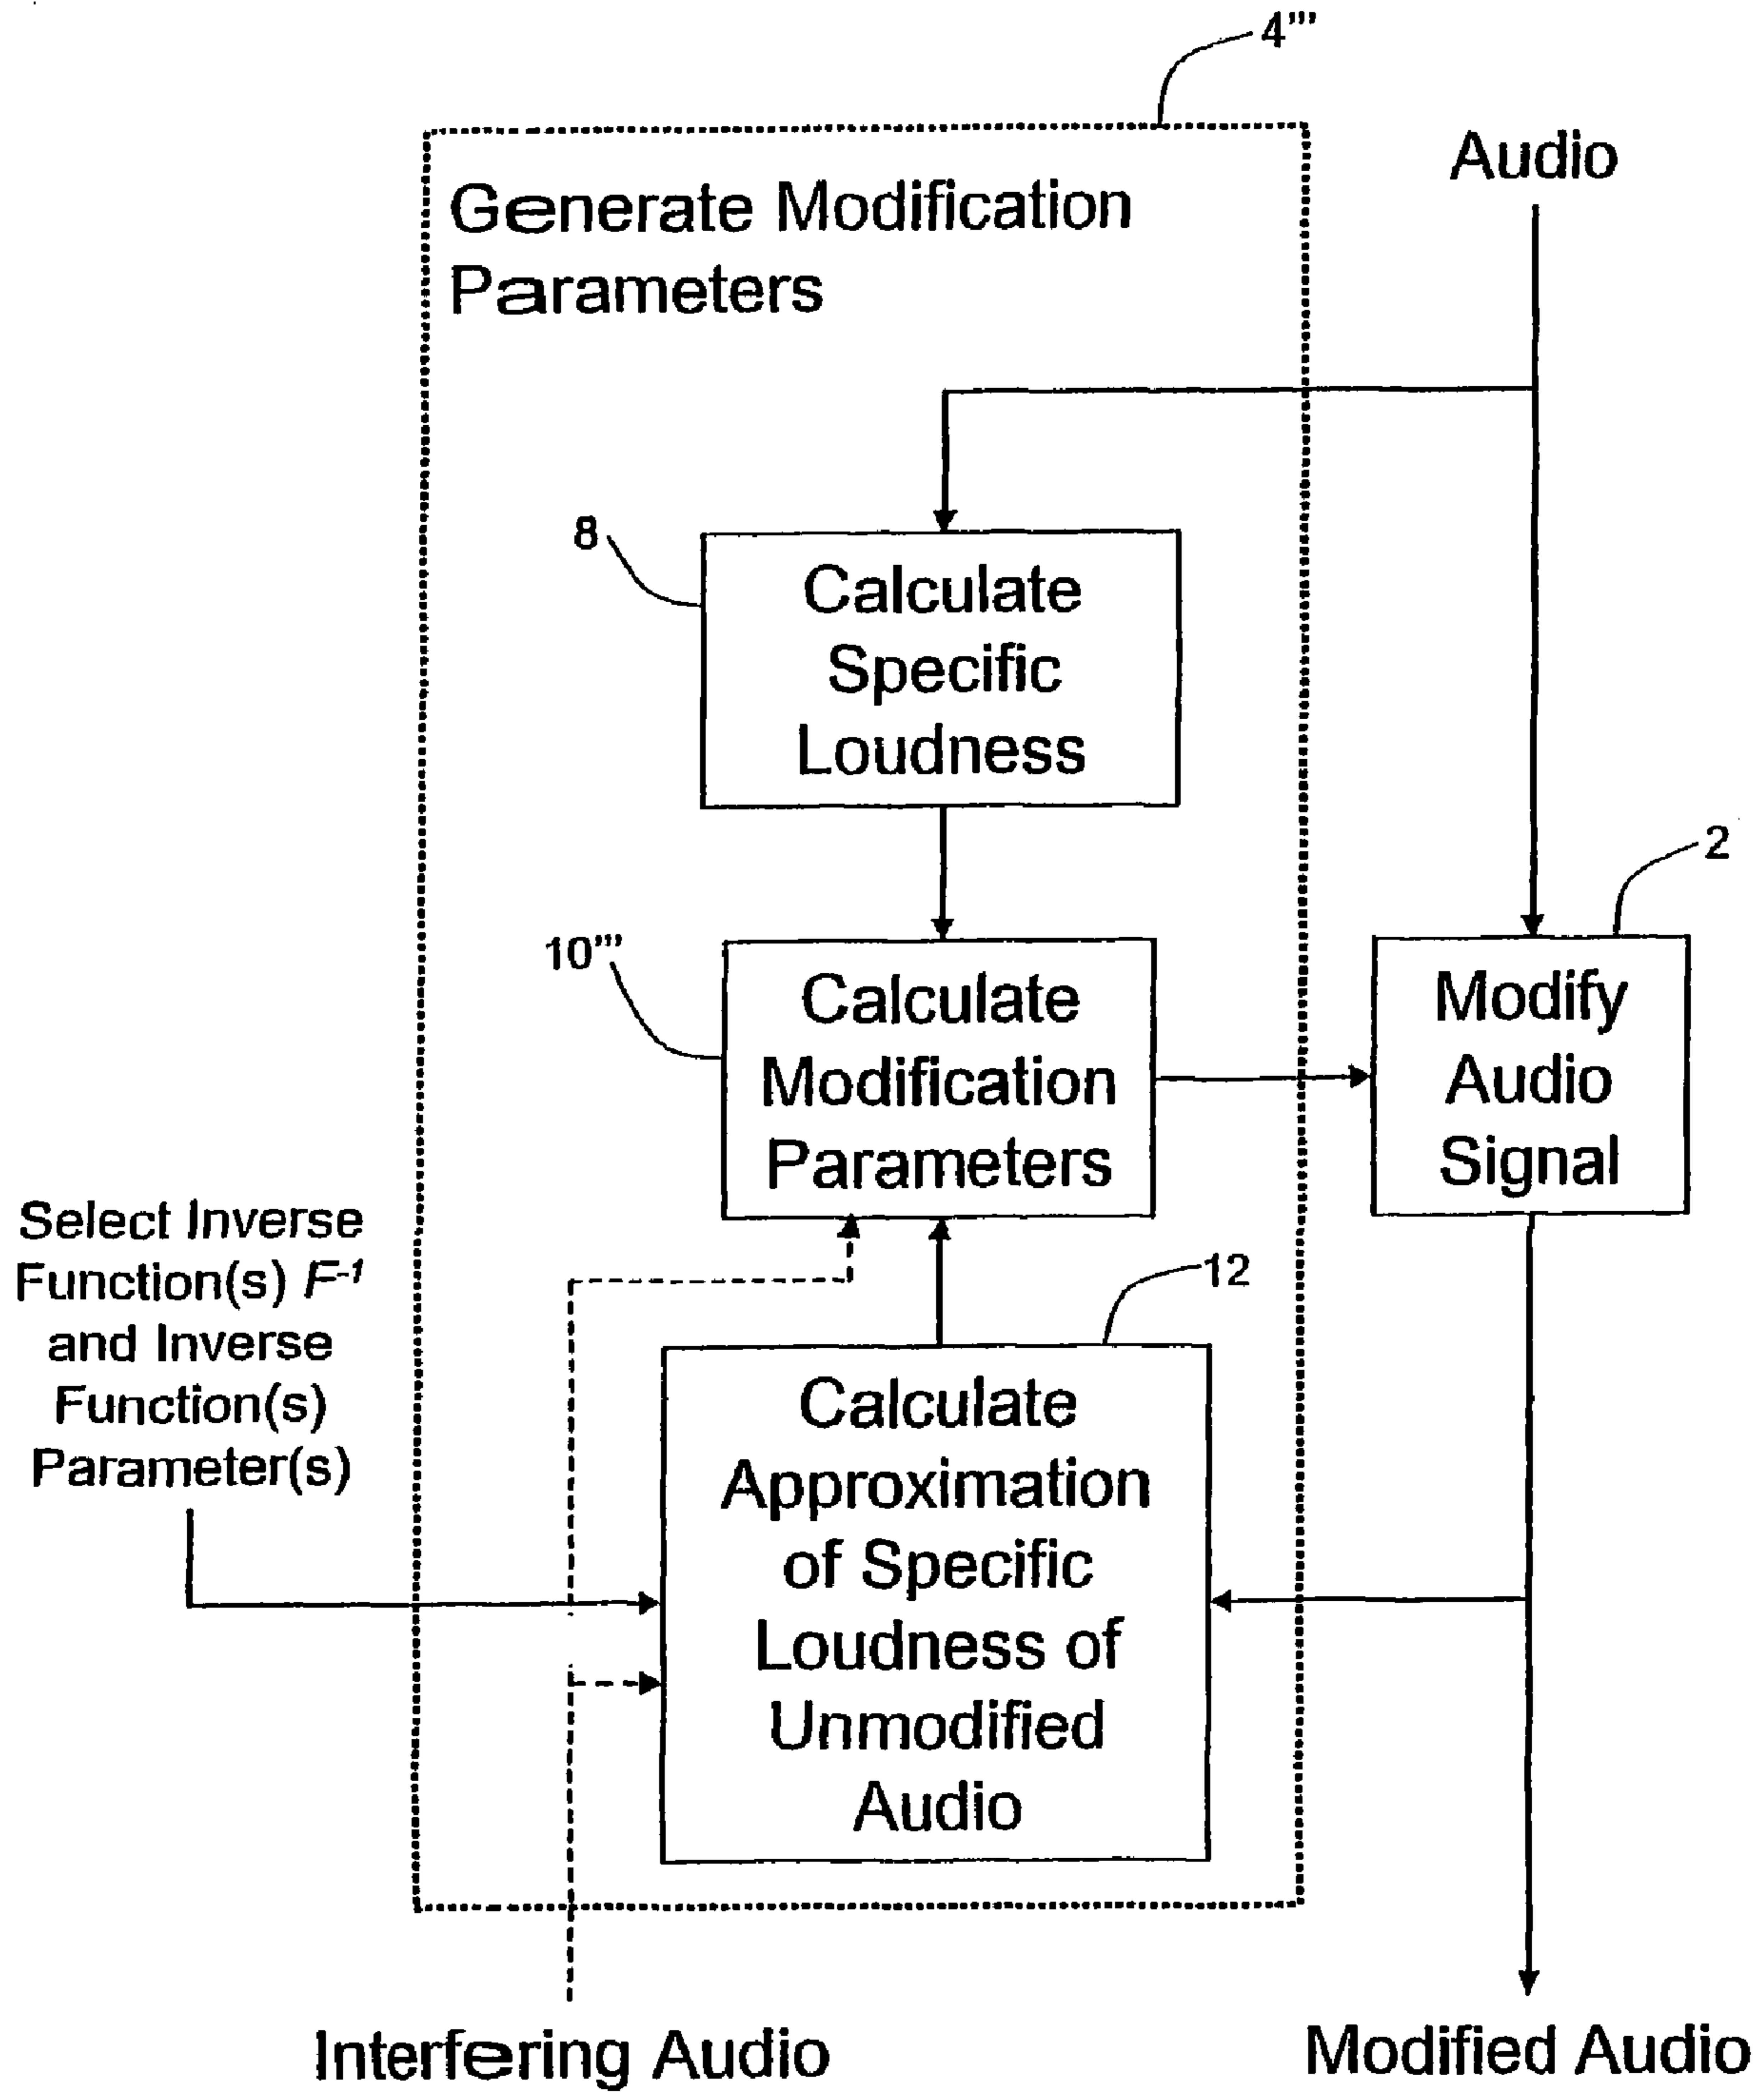 4'''
Audio
Generate Modification
Parameters
8
Calculate
Specific
Loudness
2
10'''
Calculate
Modification
Parameters
Modify
Audio
Signal
Select Inverse
Function(s) F-1
and Inverse
Function(s)
Parameter(s)
12
Calculate
Approximation
of Specific
Loudness of
Unmodified
Audio
Interfering Audio
Modified Audio